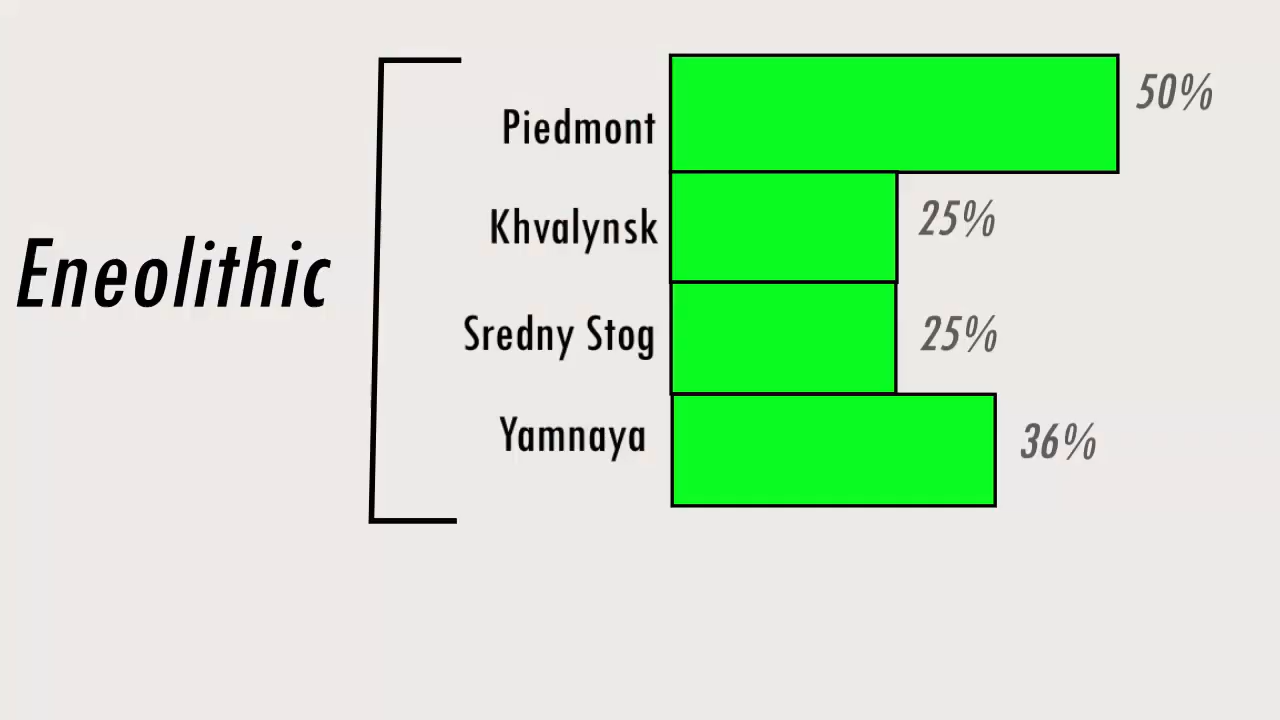 Eneolithic
Piedmont 50%
Khvalynsk 25%
Sredny Stog 25%
Yamnaya 36%